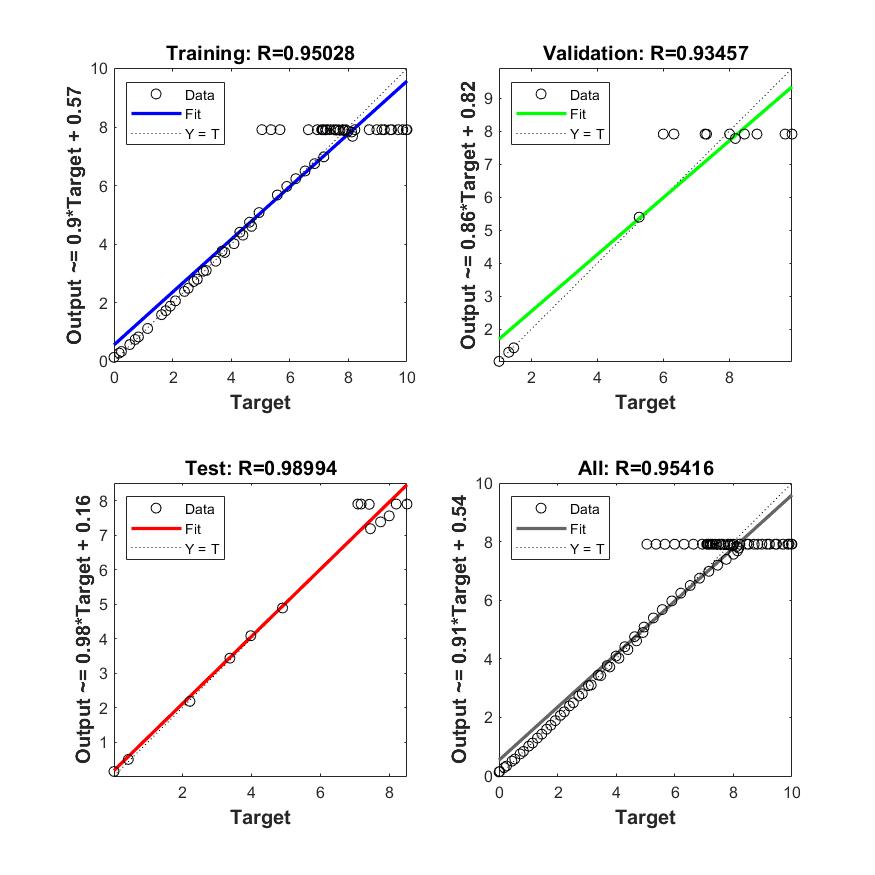 Training: R=0.95028
Output ~= 0.9*Target + 0.57
10
8
6
4
2
0
Data
Fit
Y = T
0 2 4 6 8 10
Target
Validation: R=0.93457
Output ~= 0.86*Target + 0.82
9
8
7
6
5
4
3
2
Data
Fit
Y = T
2 4 6 8
Target
Test: R=0.98994
Output ~= 0.98*Target + 0.16
8
7
6
5
4
3
2
1
Data
Fit
Y = T
2 4 6 8
Target
All: R=0.95416
Output ~= 0.91*Target + 0.54
10
8
6
4
2
0
Data
Fit
Y = T
0 2 4 6 8 10
Target